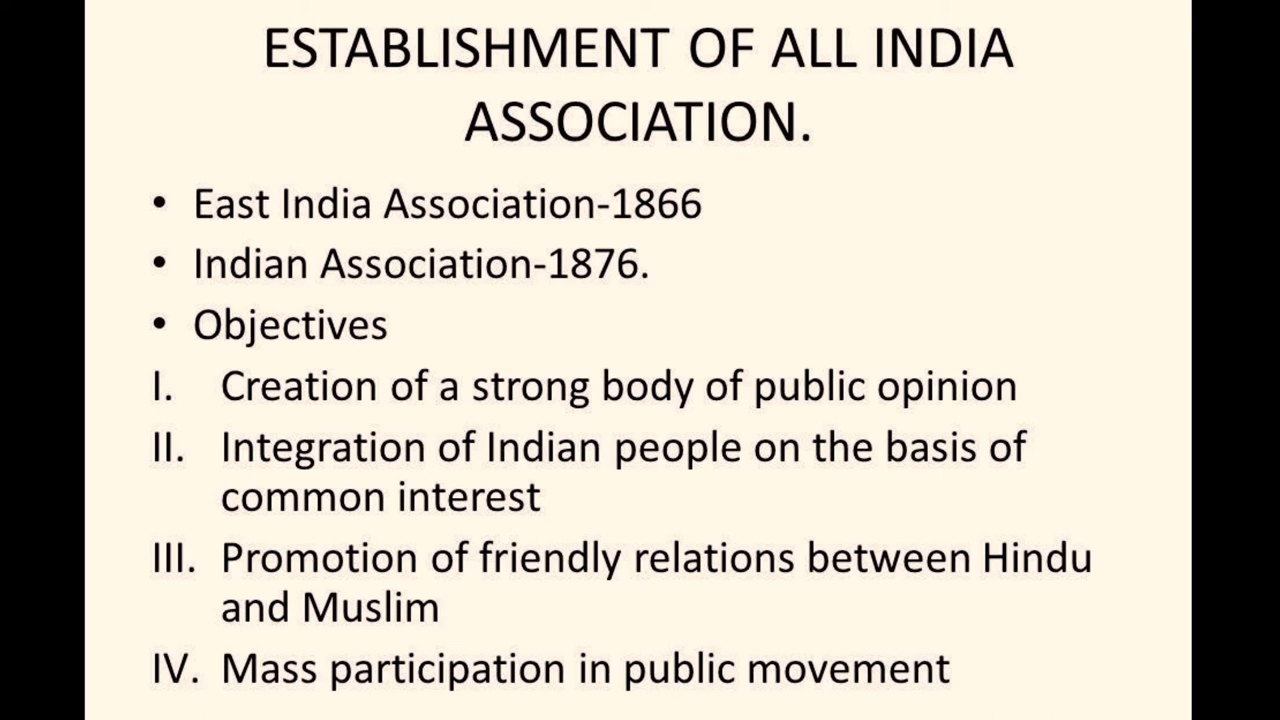 ESTABLISHMENT OF ALL INDIA
ASSOCIATION.
• East India Association-1866
• Indian Association-1876.
• Objectives
I. Creation of a strong body of public opinion
II. Integration of Indian people on the basis of
common interest
III. Promotion of friendly relations between Hindu
and Muslim
IV. Mass participation in public movement